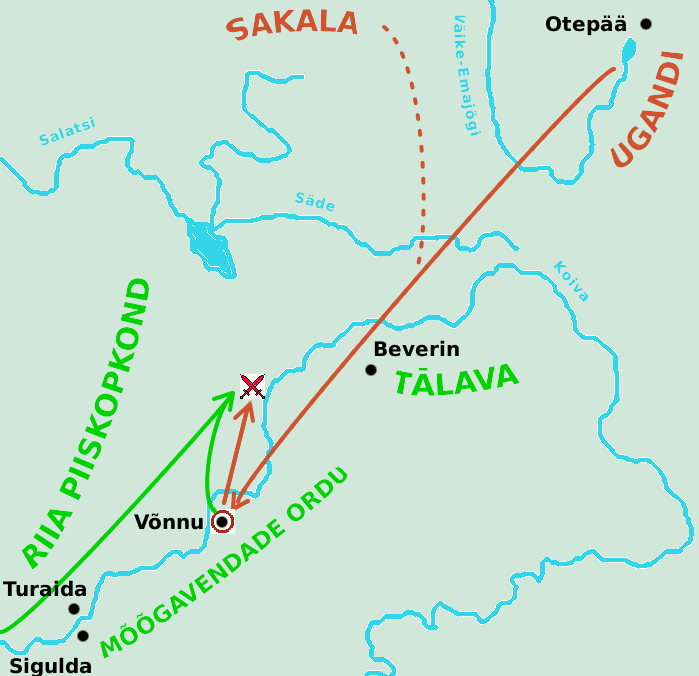 SAKALA
Otepää
Väike-Emajõgi
UGANDI
Salatsi
Säde
Koiva
RIIA PIISKOPKOND
Beverin
TĀLAVA
Võnnu
MÕÕGAVENDADE ORDU
Turaida
Sigulda